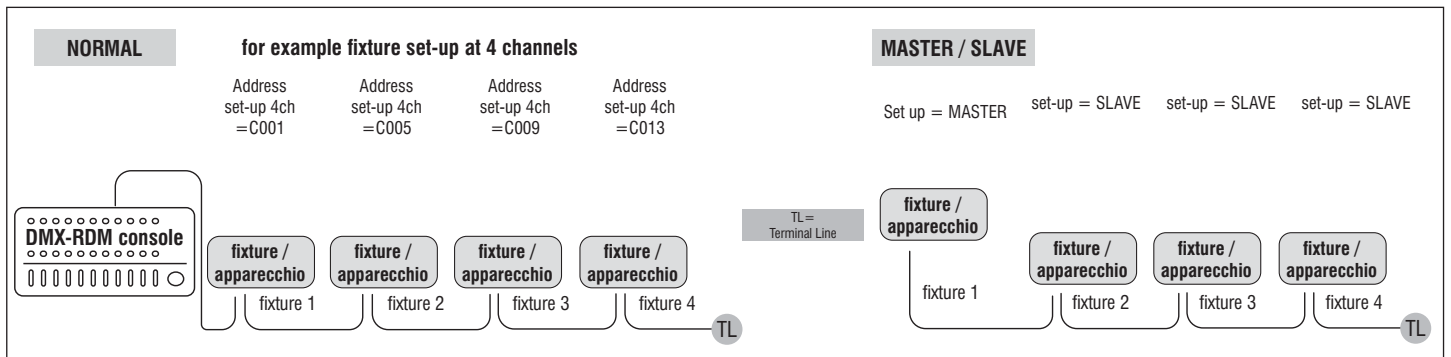 NORMAL
for example fixture set-up at 4 channels
Address
set-up 4ch
=C001
Address
set-up 4ch
=C005
Address
set-up 4ch
=C009
Address
set-up 4ch
=C013
DMX-RDM console
fixture /
apparecchio
fixture /
apparecchio
fixture /
apparecchio
fixture /
apparecchio
fixture 1
fixture 2
fixture 3
fixture 4
TL
TL=
Terminal Line
MASTER / SLAVE
Set up = MASTER
set-up = SLAVE
set-up = SLAVE
set-up = SLAVE
fixture /
apparecchio
fixture /
apparecchio
fixture /
apparecchio
fixture /
apparecchio
fixture 1
fixture 2
fixture 3
fixture 4
TL